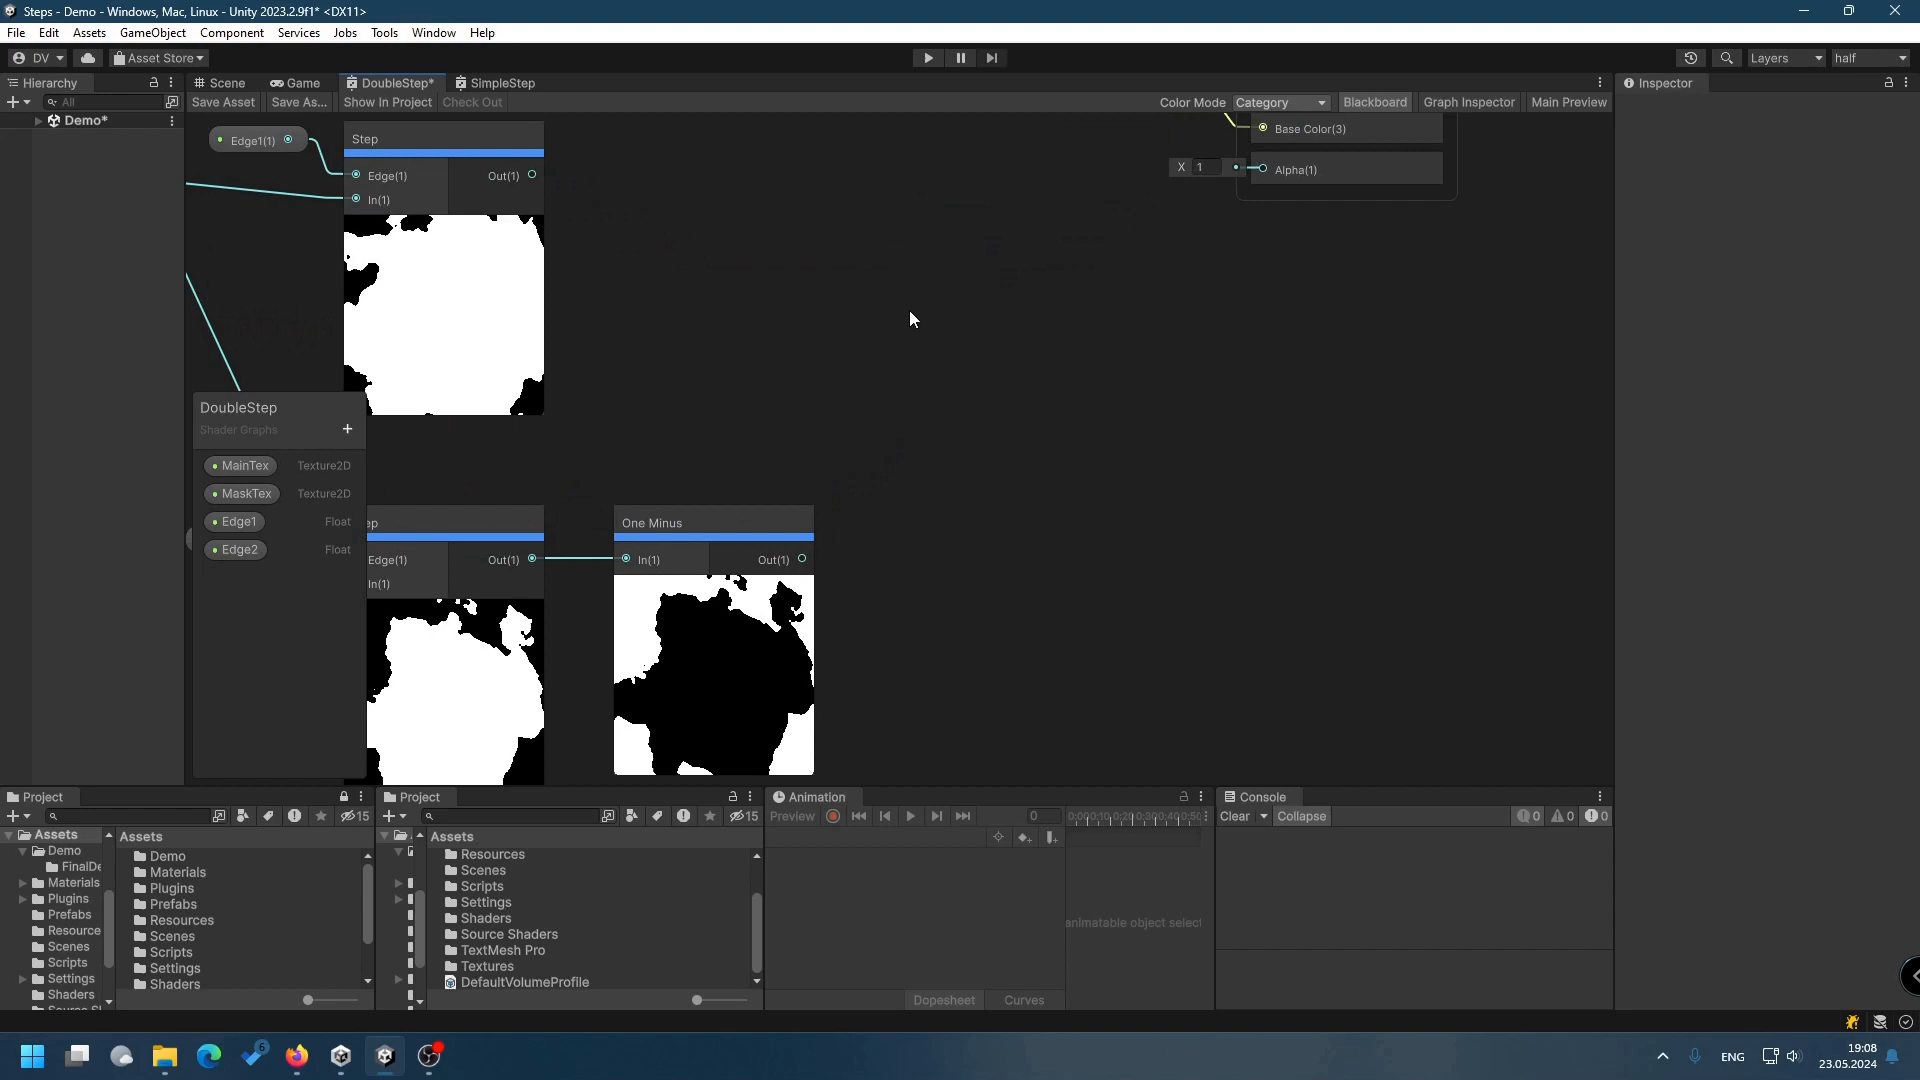 Steps - Demo - Windows, Mac, Linux - Unity 2023.2.9f1* <DX11>
File Edit Assets GameObject Component Services Jobs Tools Window Help
DV Asset Store Layers half
Hierarchy Scene Game DoubleStep* SimpleStep Inspector
All Save Asset Save As... Show In Project Check Out Color Mode Category Blackboard Graph Inspector Main Preview
Demo*
Edge1(1)
Step
Edge(1) Out(1)
In(1)
Base Color(3)
X 1 Alpha(1)
DoubleStep
Shader Graphs
MainTex Texture2D
MaskTex Texture2D
Edge1 Float
Edge2 Float
ep
Edge(1) Out(1)
In(1)
One Minus
In(1) Out(1)
Project Project Animation Console
15 15 Preview 0 Clear Collapse 0 0 0
Assets
Demo
FinalDe
Materials
Plugins
Prefabs
Resource
Scenes
Scripts
Settings
Shaders
Assets
Demo
Materials
Plugins
Prefabs
Resources
Scenes
Scripts
Settings
Shaders
Assets
Resources
Scenes
Scripts
Settings
Shaders
Source Shaders
TextMesh Pro
Textures
DefaultVolumeProfile
animatable object select
Dopesheet Curves
6
ENG
19:08
23.05.2024